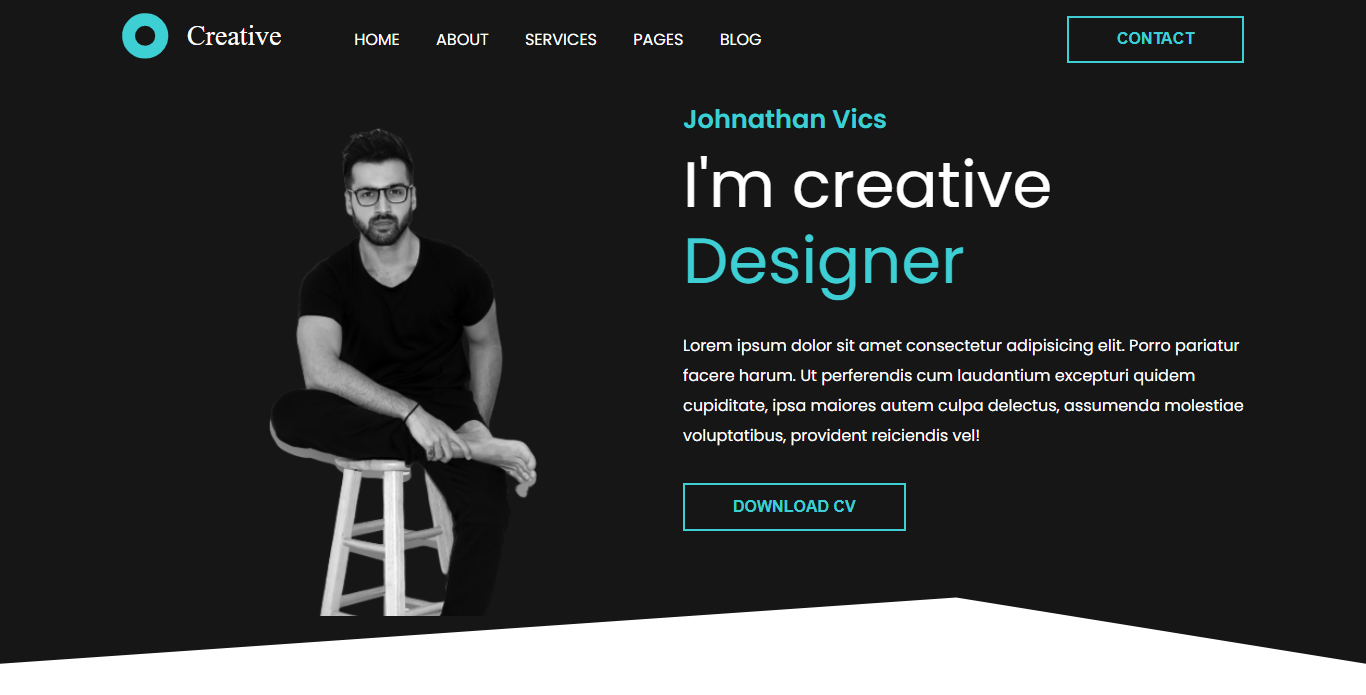 Creative
HOME
ABOUT
SERVICES
PAGES
BLOG
CONTACT
Johnathan Vics
I'm creative
Designer
Lorem ipsum dolor sit amet consectetur adipisicing elit. Porro pariatur
facere harum. Ut perferendis cum laudantium excepturi quidem
cupiditate, ipsa maiores autem culpa delectus, assumenda molestiae
voluptatibus, provident reiciendis vel!
DOWNLOAD CV